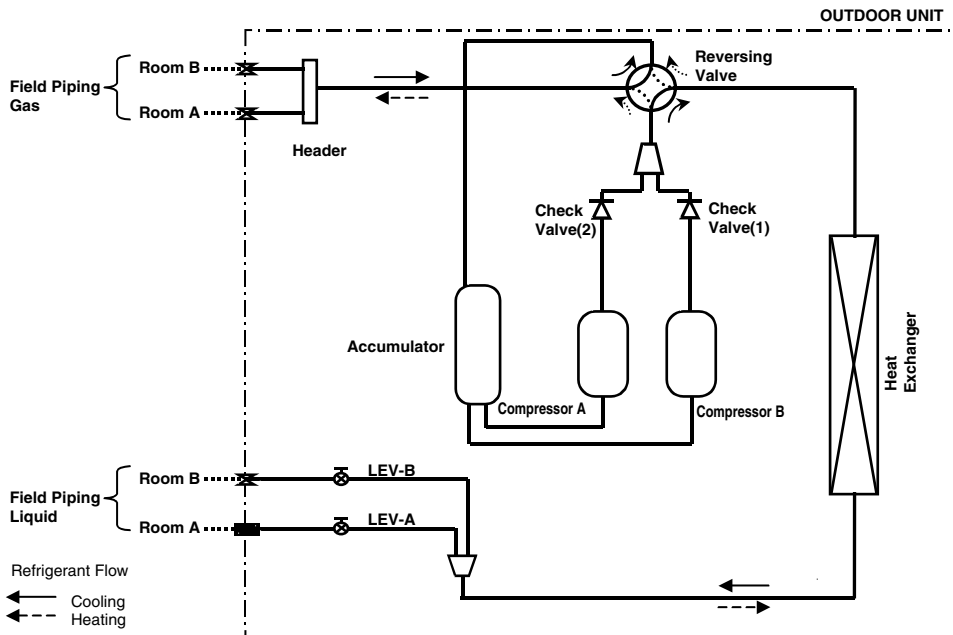 OUTDOOR UNIT
Reversing
Valve
Room B
Field Piping
Gas
Room A
Header
Check
Valve(2)
Check
Valve(1)
Accumulator
Heat
Exchanger
Compressor A
Compressor B
Room B
LEV-B
Field Piping
Liquid
Room A
LEV-A
Refrigerant Flow
Cooling
Heating